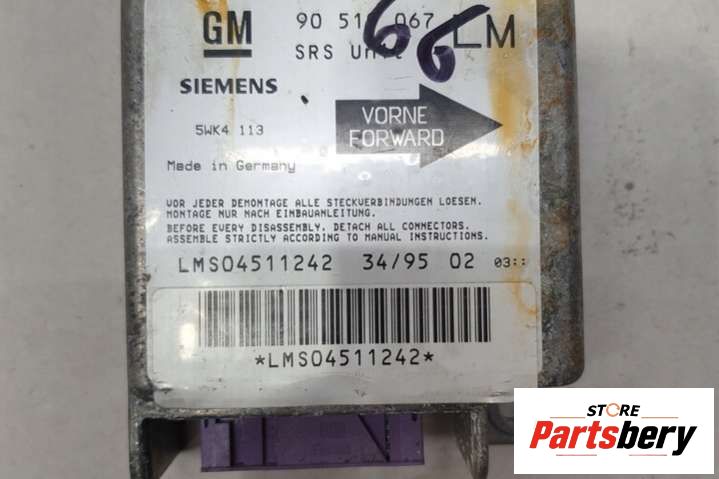 GM
90 51 067 LM
66
SRS Unit
SIEMENS
5WK4 113
VORNE
FORWARD
Made in Germany
VOR JEDER DEMONTAGE ALLE STECKVERBINDUNGEN LOESEN.
MONTAGE NUR NACH EINBAUANLEITUNG.
BEFORE EVERY DISASSEMBLY, DETACH ALL CONNECTORS.
ASSEMBLE STRICTLY ACCORDING TO MANUAL INSTRUCTIONS.
LMS04511242 34/95 02 03::
*LMS04511242*
STORE
Partsbery